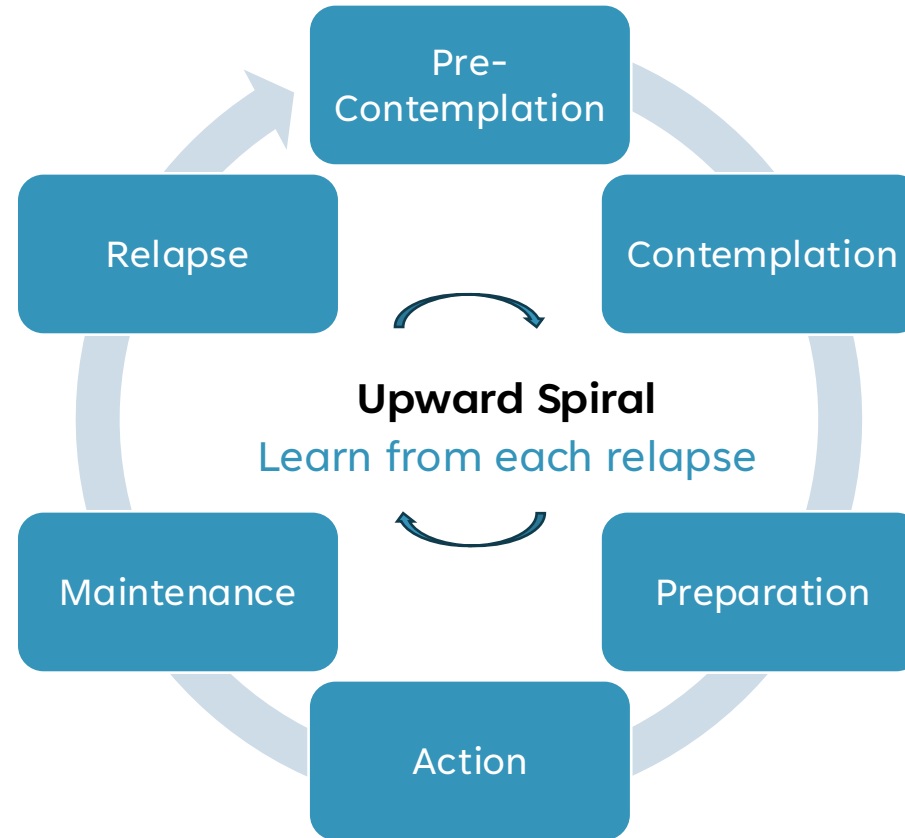 Pre-
Contemplation
Relapse
Contemplation
Upward Spiral
Learn from each relapse
Maintenance
Preparation
Action